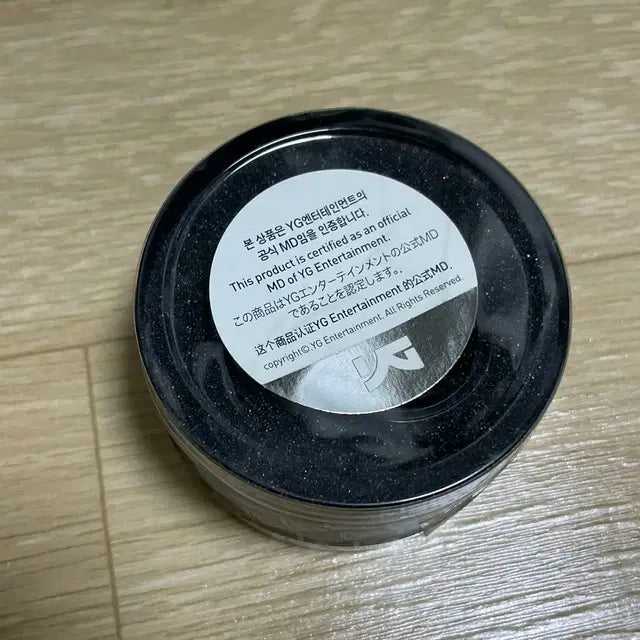 본 상품은 YG엔터테인먼트의
공식 MD임을 인증합니다.
This product is certified as an official
MD of YG Entertainment.
この商品はYGエンターテインメントの公式MD
であることを認定します。.
这个商品认证YG Entertainment 的公式MD.
copyright©.YG Entertainment. All Rights Reserved.